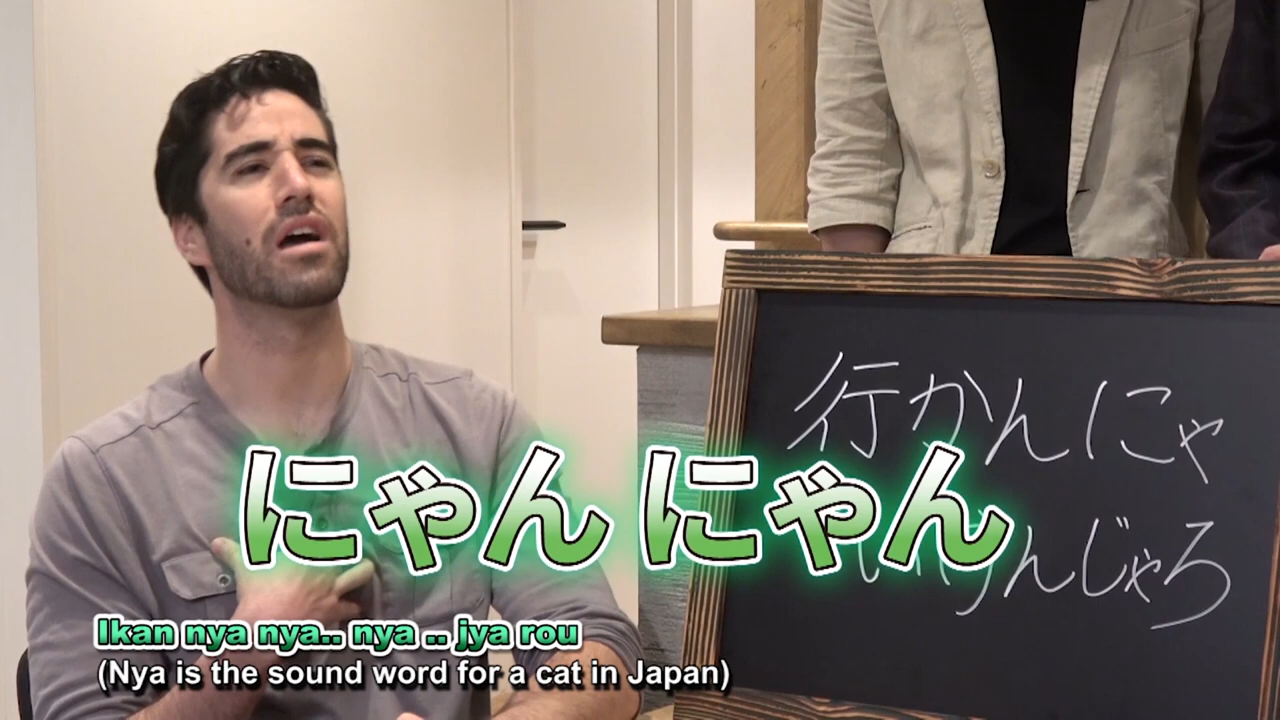 行かんにゃ
んじゃろ
にゃん にゃん
Ikan nya nya.. nya .. jya rou
(Nya is the sound word for a cat in Japan)